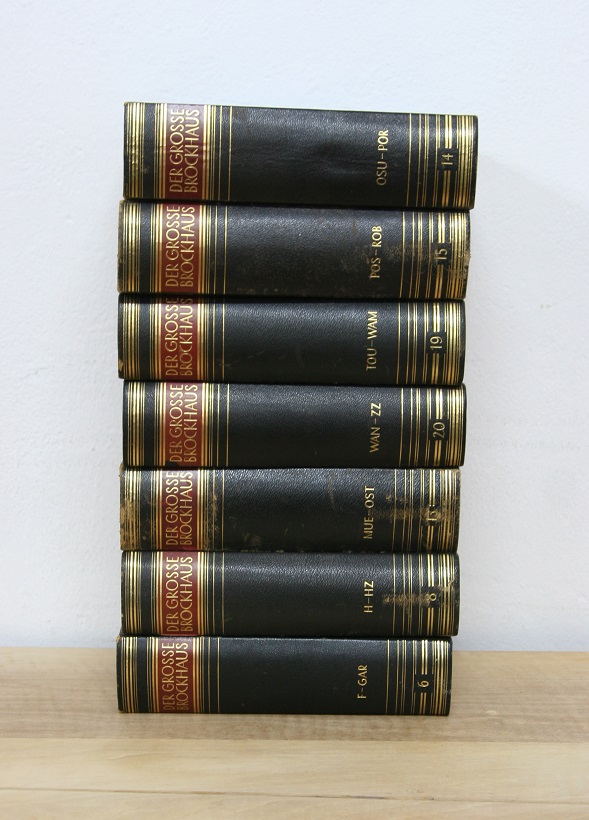 DER GROSSE
BROCKHAUS
OSU–POR
14
DER GROSSE
BROCKHAUS
POS–ROB
15
DER GROSSE
BROCKHAUS
TOU–WAM
19
DER GROSSE
BROCKHAUS
WAN–ZZ
20
DER GROSSE
BROCKHAUS
MUE–OST
13
DER GROSSE
BROCKHAUS
H–HZ
8
DER GROSSE
BROCKHAUS
F–GAR
6